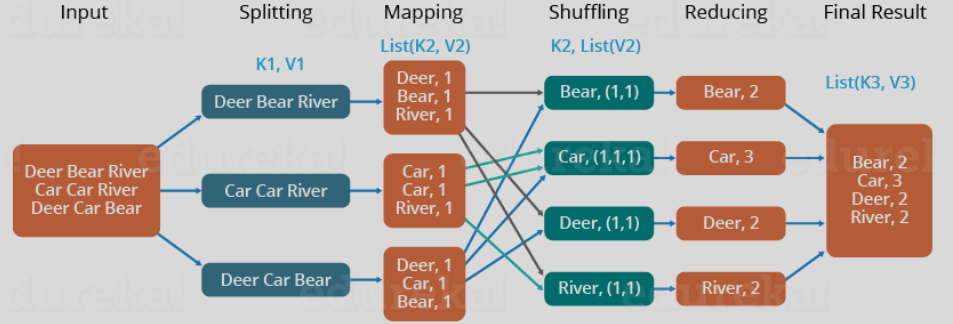 Input
Splitting
Mapping
Shuffling
Reducing
Final Result
K1, V1
List(K2, V2)
K2, List(V2)
List(K3, V3)
Deer Bear River
Car Car River
Deer Car Bear
Deer Bear River
Car Car River
Deer Car Bear
Deer, 1
Bear, 1
River, 1
Car, 1
Car, 1
River, 1
Deer, 1
Car, 1
Bear, 1
Bear, (1,1)
Car, (1,1,1)
Deer, (1,1)
River, (1,1)
Bear, 2
Car, 3
Deer, 2
River, 2
Bear, 2
Car, 3
Deer, 2
River, 2